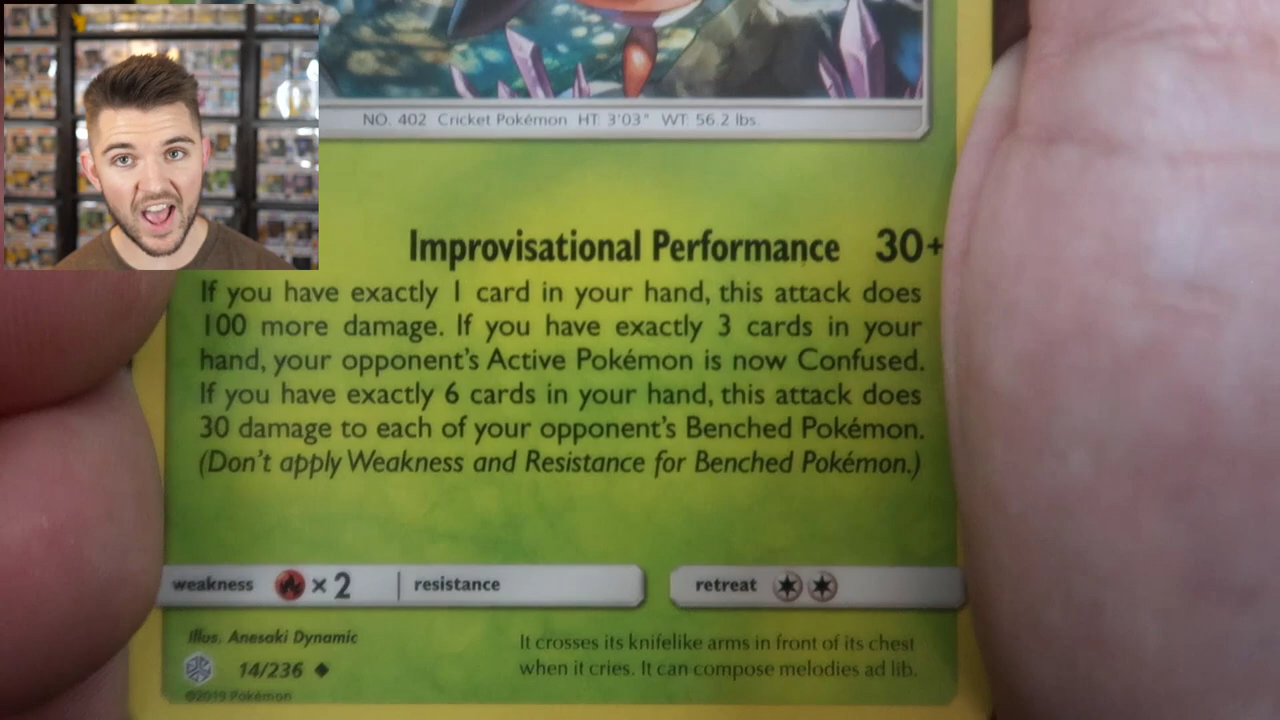 NO. 402 Cricket Pokémon HT: 3'03" WT: 56.2 lbs.
Improvisational Performance 30+
If you have exactly 1 card in your hand, this attack does
100 more damage. If you have exactly 3 cards in your
hand, your opponent's Active Pokémon is now Confused.
If you have exactly 6 cards in your hand, this attack does
30 damage to each of your opponent's Benched Pokémon.
(Don't apply Weakness and Resistance for Benched Pokémon.)
weakness ×2 resistance retreat
Illus. Anesaki Dynamic
14/236
©2019 Pokémon
It crosses its knifelike arms in front of its chest
when it cries. It can compose melodies ad lib.